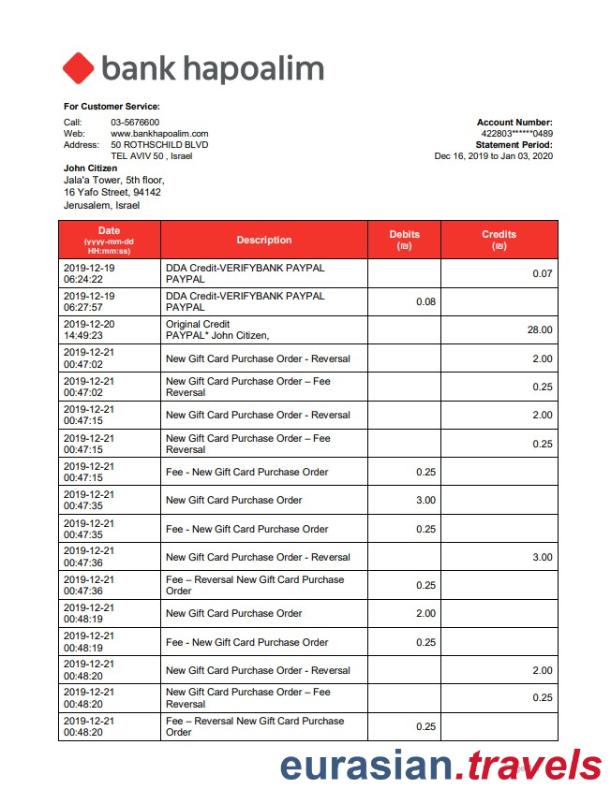 bank hapoalim
For Customer Service:
Call: 03-5676600
Web: www.bankhapoalim.com
Address: 50 ROTHSCHILD BLVD
TEL AVIV 50 , Israel
Account Number:
422803******0489
Statement Period:
Dec 16, 2019 to Jan 03, 2020
John Citizen
Jala'a Tower, 5th floor,
16 Yafo Street, 94142
Jerusalem, Israel
Date (yyyy-mm-dd HH:mm:ss) Description Debits (₪) Credits (₪)
2019-12-19 06:24:22 DDA Credit-VERIFYBANK PAYPAL PAYPAL 0.07
2019-12-19 06:27:57 DDA Credit-VERIFYBANK PAYPAL PAYPAL 0.08
2019-12-20 14:49:23 Original Credit PAYPAL* John Citizen, 28.00
2019-12-21 00:47:02 New Gift Card Purchase Order - Reversal 2.00
2019-12-21 00:47:02 New Gift Card Purchase Order – Fee Reversal 0.25
2019-12-21 00:47:15 New Gift Card Purchase Order - Reversal 2.00
2019-12-21 00:47:15 New Gift Card Purchase Order – Fee Reversal 0.25
2019-12-21 00:47:15 Fee - New Gift Card Purchase Order 0.25
2019-12-21 00:47:35 New Gift Card Purchase Order 3.00
2019-12-21 00:47:35 Fee - New Gift Card Purchase Order 0.25
2019-12-21 00:47:36 New Gift Card Purchase Order - Reversal 3.00
2019-12-21 00:47:36 Fee – Reversal New Gift Card Purchase Order 0.25
2019-12-21 00:48:19 New Gift Card Purchase Order 2.00
2019-12-21 00:48:19 Fee - New Gift Card Purchase Order 0.25
2019-12-21 00:48:20 New Gift Card Purchase Order - Reversal 2.00
2019-12-21 00:48:20 New Gift Card Purchase Order – Fee Reversal 0.25
2019-12-21 00:48:20 Fee – Reversal New Gift Card Purchase Order 0.25
eurasian.travels